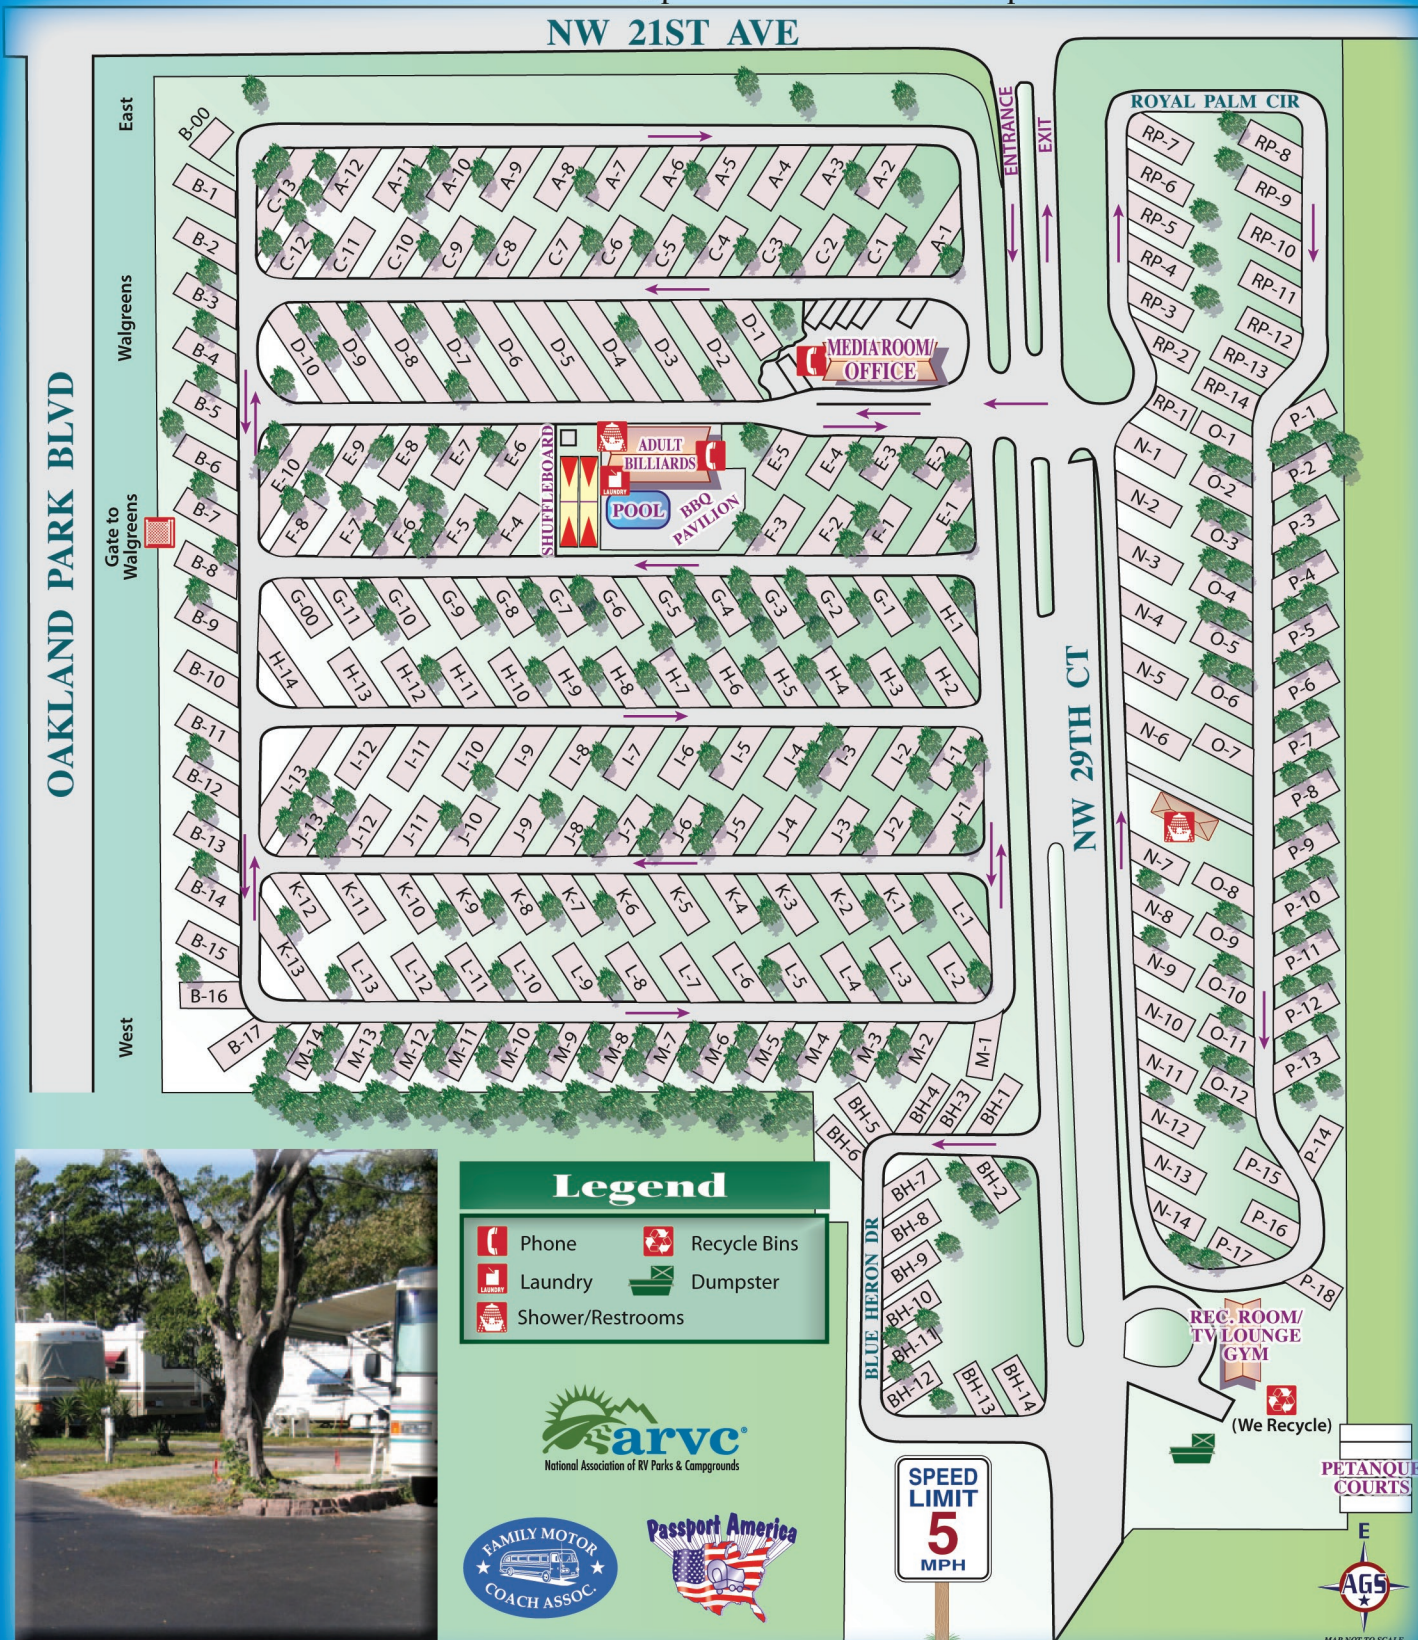 NW 21ST AVE
OAKLAND PARK BLVD
East
Walgreens
Gate to
Walgreens
West
ENTRANCE
EXIT
ROYAL PALM CIR
NW 29TH CT
BLUE HERON DR
B-00
B-1
B-2
B-3
B-4
B-5
B-6
B-7
B-8
B-9
B-10
B-11
B-12
B-13
B-14
B-15
B-16
B-17
C-13
A-12
A-11
A-10
A-9
A-8
A-7
A-6
A-5
A-4
A-3
A-2
A-1
C-12
C-11
C-10
C-9
C-8
C-7
C-6
C-5
C-4
C-3
C-2
C-1
D-10
D-9
D-8
D-7
D-6
D-5
D-4
D-3
D-2
D-1
MEDIA ROOM/
OFFICE
E-10
E-9
E-8
E-7
E-6
SHUFFLEBOARD
ADULT
BILLIARDS
LAUNDRY
POOL
BBQ
PAVILION
E-5
E-4
E-3
E-2
E-1
F-8
F-7
F-6
F-5
F-4
F-3
F-2
F-1
G-00
G-11
G-10
G-9
G-8
G-7
G-6
G-5
G-4
G-3
G-2
G-1
H-1
H-14
H-13
H-12
H-11
H-10
H-9
H-8
H-7
H-6
H-5
H-4
H-3
H-2
I-13
I-12
I-11
I-10
I-9
I-8
I-7
I-6
I-5
I-4
I-3
I-2
I-1
J-13
J-12
J-11
J-10
J-9
J-8
J-7
J-6
J-5
J-4
J-3
J-2
J-1
K-12
K-11
K-10
K-9
K-8
K-7
K-6
K-5
K-4
K-3
K-2
K-1
L-1
K-13
L-13
L-12
L-11
L-10
L-9
L-8
L-7
L-6
L-5
L-4
L-3
L-2
M-14
M-13
M-12
M-11
M-10
M-9
M-8
M-7
M-6
M-5
M-4
M-3
M-2
M-1
RP-7
RP-6
RP-5
RP-4
RP-3
RP-2
RP-1
RP-8
RP-9
RP-10
RP-11
RP-12
RP-13
RP-14
N-1
N-2
N-3
N-4
N-5
N-6
N-7
N-8
N-9
N-10
N-11
N-12
N-13
N-14
O-1
O-2
O-3
O-4
O-5
O-6
O-7
O-8
O-9
O-10
O-11
O-12
P-1
P-2
P-3
P-4
P-5
P-6
P-7
P-8
P-9
P-10
P-11
P-12
P-13
P-14
P-15
P-16
P-17
P-18
BH-6
BH-5
BH-4
BH-3
BH-1
BH-2
BH-7
BH-8
BH-9
BH-10
BH-11
BH-12
BH-13
BH-14
REC. ROOM/
TV LOUNGE
GYM
(We Recycle)
PETANQUE
COURTS
Legend
Phone
Recycle Bins
LAUNDRY
Laundry
Dumpster
Shower/Restrooms
arvc®
National Association of RV Parks & Campgrounds
FAMILY MOTOR
COACH ASSOC.
Passport America
SPEED
LIMIT
5
MPH
E
AGS
MAP NOT TO SCALE